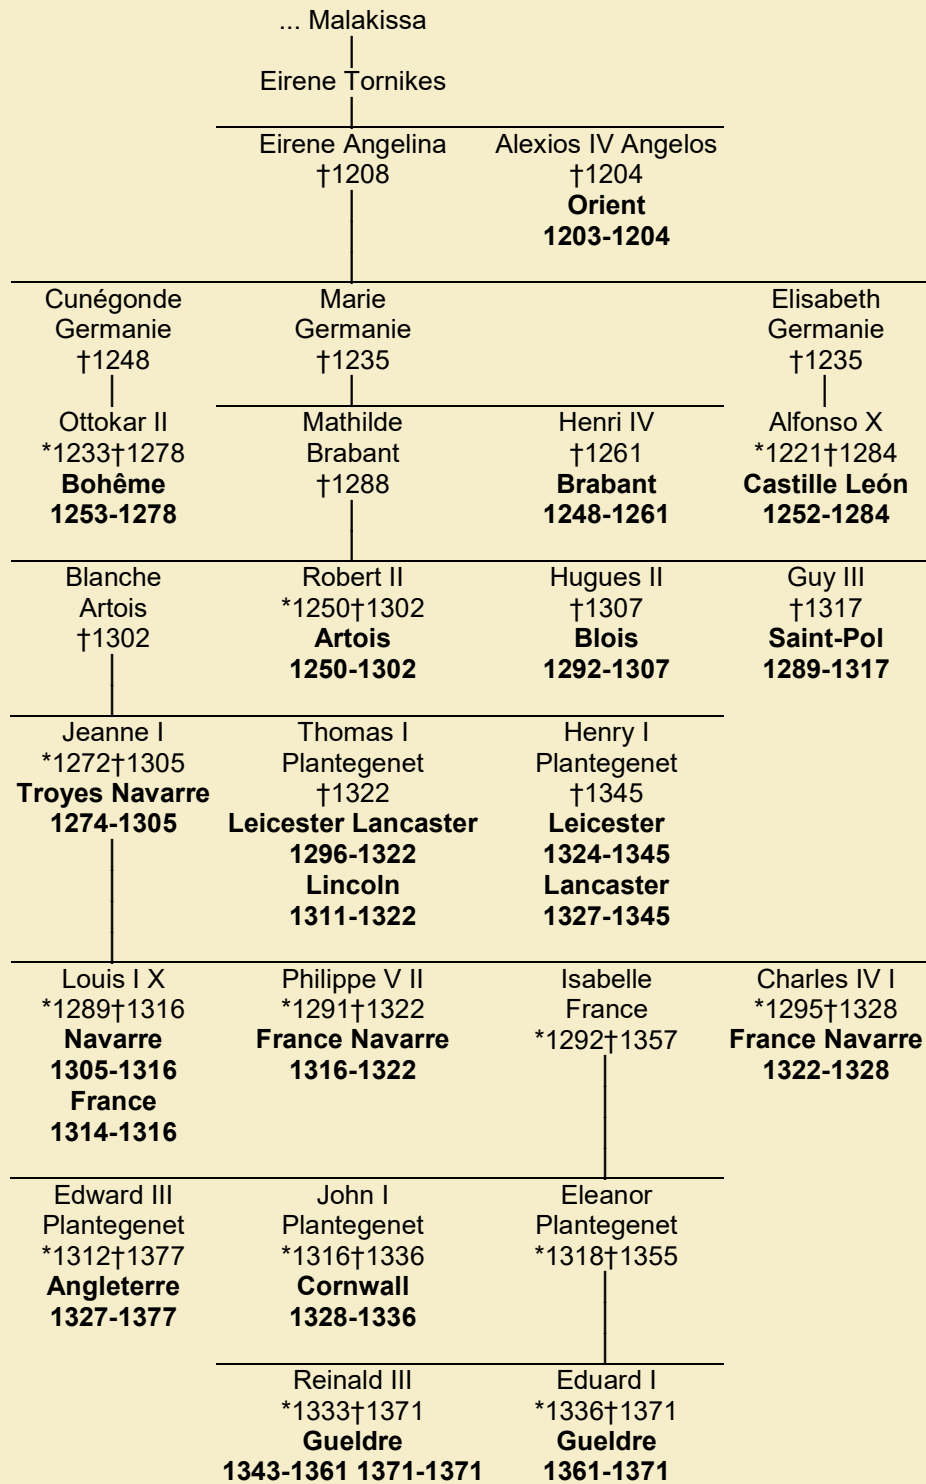 ... Malakissa
Eirene Tornikes
Eirene Angelina Alexios IV Angelos
†1208 †1204
Orient
1203-1204
Cunégonde Marie Elisabeth
Germanie Germanie Germanie
†1248 †1235 †1235
Ottokar II Mathilde Henri IV Alfonso X
*1233†1278 Brabant †1261 *1221†1284
Bohême †1288 Brabant Castille León
1253-1278 1248-1261 1252-1284
Blanche Robert II Hugues II Guy III
Artois *1250†1302 †1307 †1317
†1302 Artois Blois Saint-Pol
1250-1302 1292-1307 1289-1317
Jeanne I Thomas I Henry I
*1272†1305 Plantegenet Plantegenet
Troyes Navarre †1322 †1345
1274-1305 Leicester Lancaster Leicester
1296-1322 1324-1345
Lincoln Lancaster
1311-1322 1327-1345
Louis I X Philippe V II Isabelle Charles IV I
*1289†1316 *1291†1322 France *1295†1328
Navarre France Navarre *1292†1357 France Navarre
1305-1316 1316-1322 1322-1328
France
1314-1316
Edward III John I Eleanor
Plantegenet Plantegenet Plantegenet
*1312†1377 *1316†1336 *1318†1355
Angleterre Cornwall
1327-1377 1328-1336
Reinald III Eduard I
*1333†1371 *1336†1371
Gueldre Gueldre
1343-1361 1371-1371 1361-1371